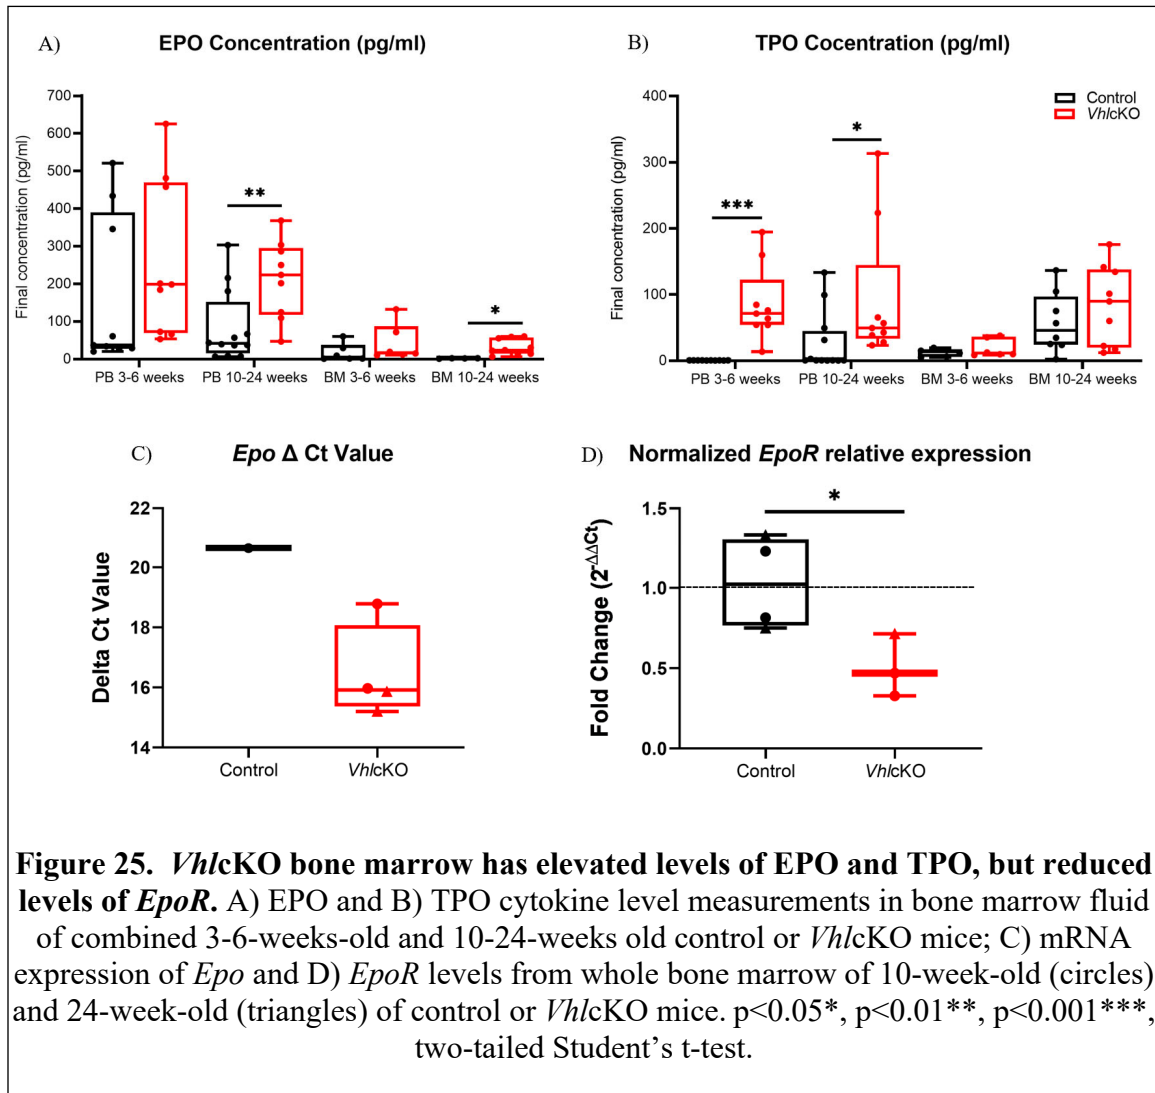 A) EPO Concentration (pg/ml)
Final concentration (pg/ml)
700
600
500
400
300
200
100
0
**
*
PB 3-6 weeks PB 10-24 weeks BM 3-6 weeks BM 10-24 weeks
B) TPO Cocentration (pg/ml)
Control
VhlcKO
Final concentration (pg/ml)
400
300
200
100
0
***
*
PB 3-6 weeks PB 10-24 weeks BM 3-6 weeks BM 10-24 weeks
C) Epo Δ Ct Value
Delta Ct Value
22
20
18
16
14
Control VhlcKO
D) Normalized EpoR relative expression
Fold Change (2^-ΔΔCt)
1.5
1.0
0.5
0.0
*
Control VhlcKO
Figure 25. VhlcKO bone marrow has elevated levels of EPO and TPO, but reduced
levels of EpoR. A) EPO and B) TPO cytokine level measurements in bone marrow fluid
of combined 3-6-weeks-old and 10-24-weeks old control or VhlcKO mice; C) mRNA
expression of Epo and D) EpoR levels from whole bone marrow of 10-week-old (circles)
and 24-week-old (triangles) of control or VhlcKO mice. p<0.05*, p<0.01**, p<0.001***,
two-tailed Student’s t-test.